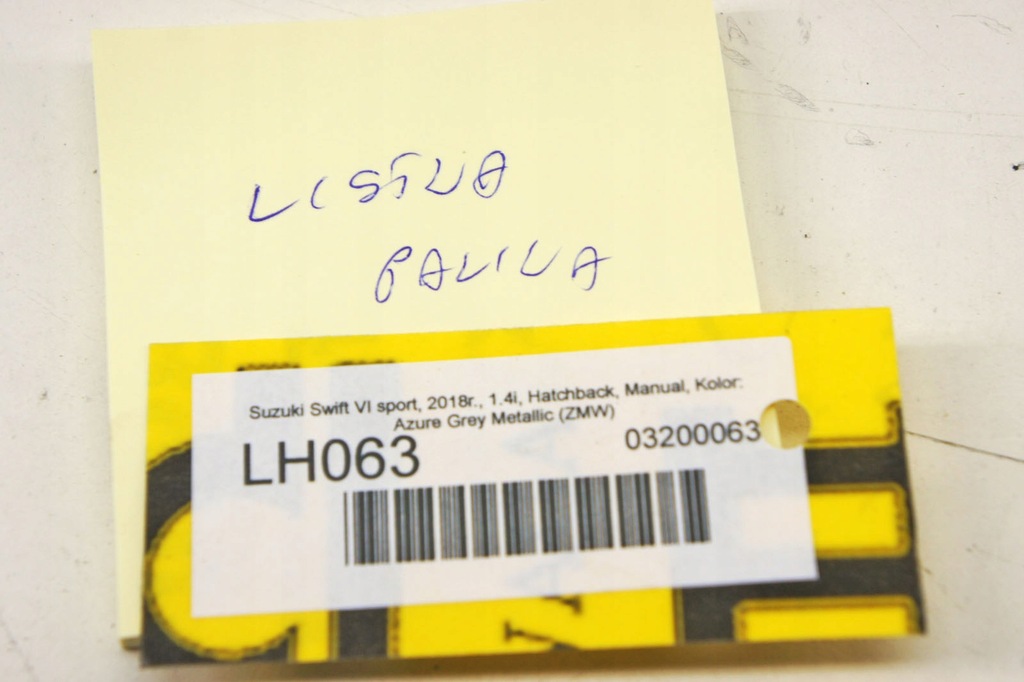 LISTWA
PALIWA
Suzuki Swift VI sport, 2018r., 1.4i, Hatchback, Manual, Kolor:
Azure Grey Metallic (ZMW)
LH063
03200063